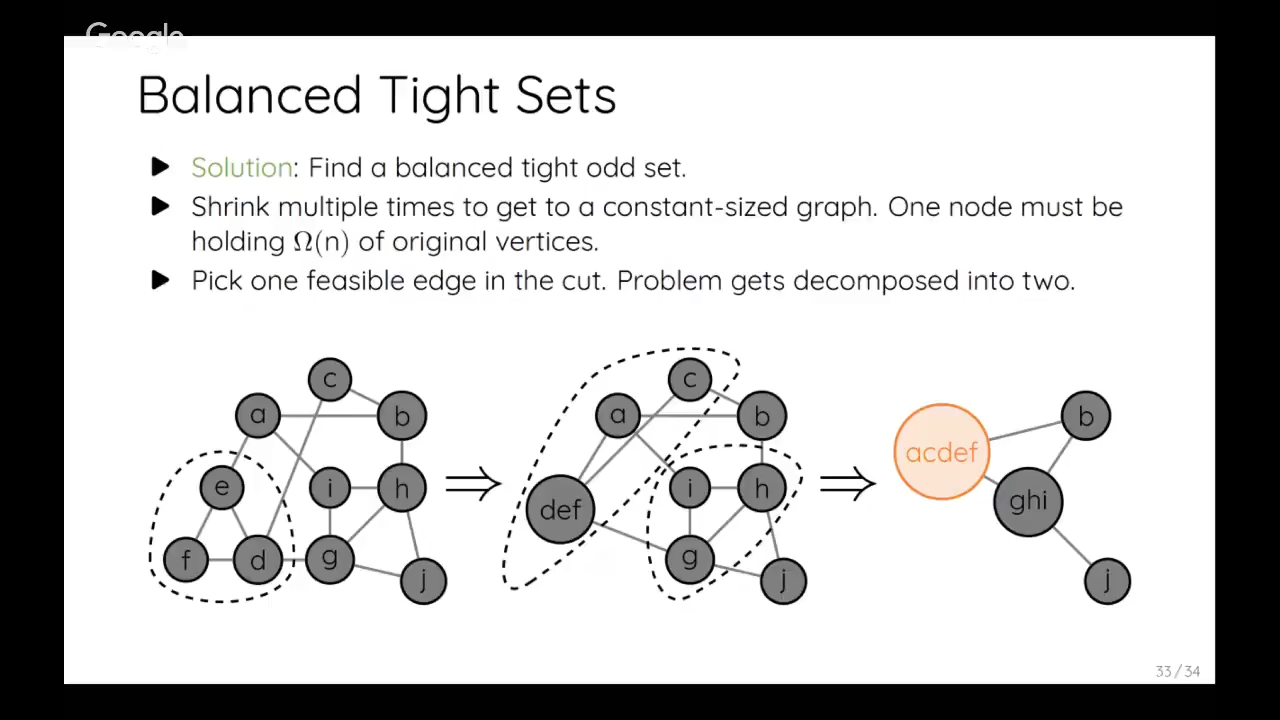 Google
Balanced Tight Sets
Solution: Find a balanced tight odd set.
Shrink multiple times to get to a constant-sized graph. One node must be
holding Ω(n) of original vertices.
Pick one feasible edge in the cut. Problem gets decomposed into two.
c
a
b
e
i
h
f
d
g
j
c
a
b
i
h
def
g
j
b
acdef
ghi
j
33/34